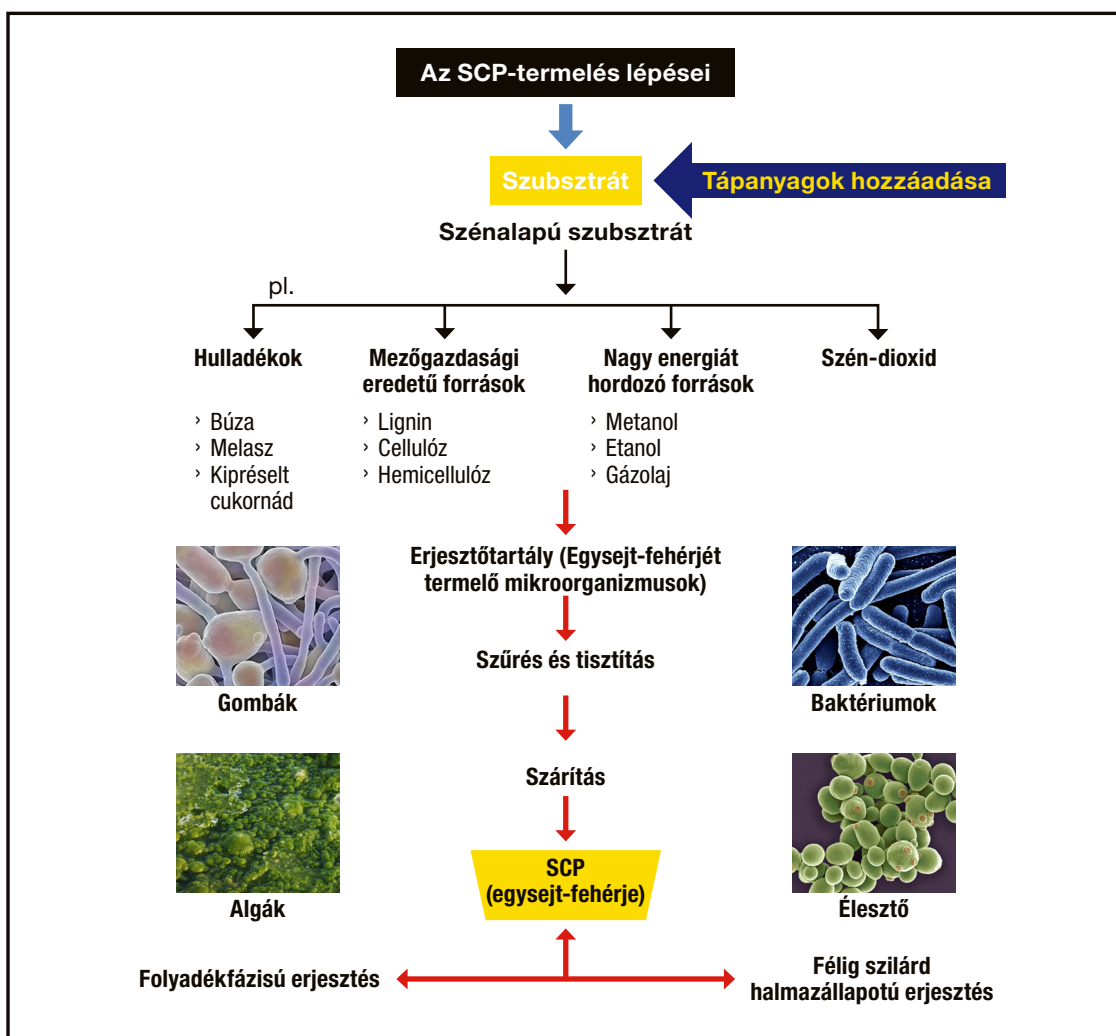 Az SCP-termelés lépései
Szubsztrát
Tápanyagok hozzáadása
Szénalapú szubsztrát
pl.
Hulladékok
› Búza
› Melasz
› Kipréselt
cukornád
Mezőgazdasági
eredetű források
› Lignin
› Cellulóz
› Hemicellulóz
Nagy energiát
hordozó források
› Metanol
› Etanol
› Gázolaj
Szén-dioxid
Erjesztőtartály (Egysejt-fehérjét
termelő mikroorganizmusok)
Szűrés és tisztítás
Gombák
Baktériumok
Szárítás
SCP
(egysejt-fehérje)
Algák
Élesztő
Folyadékfázisú erjesztés
Félig szilárd
halmazállapotú erjesztés